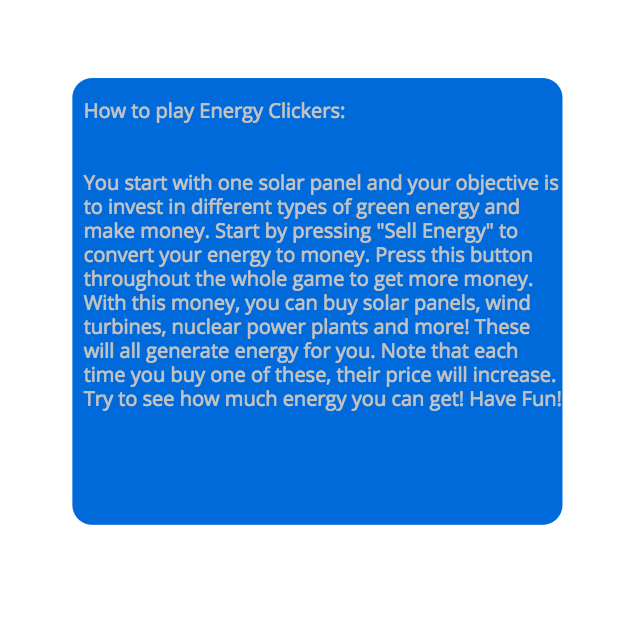 How to play Energy Clickers:
You start with one solar panel and your objective is
to invest in different types of green energy and
make money. Start by pressing "Sell Energy" to
convert your energy to money. Press this button
throughout the whole game to get more money.
With this money, you can buy solar panels, wind
turbines, nuclear power plants and more! These
will all generate energy for you. Note that each
time you buy one of these, their price will increase.
Try to see how much energy you can get! Have Fun!